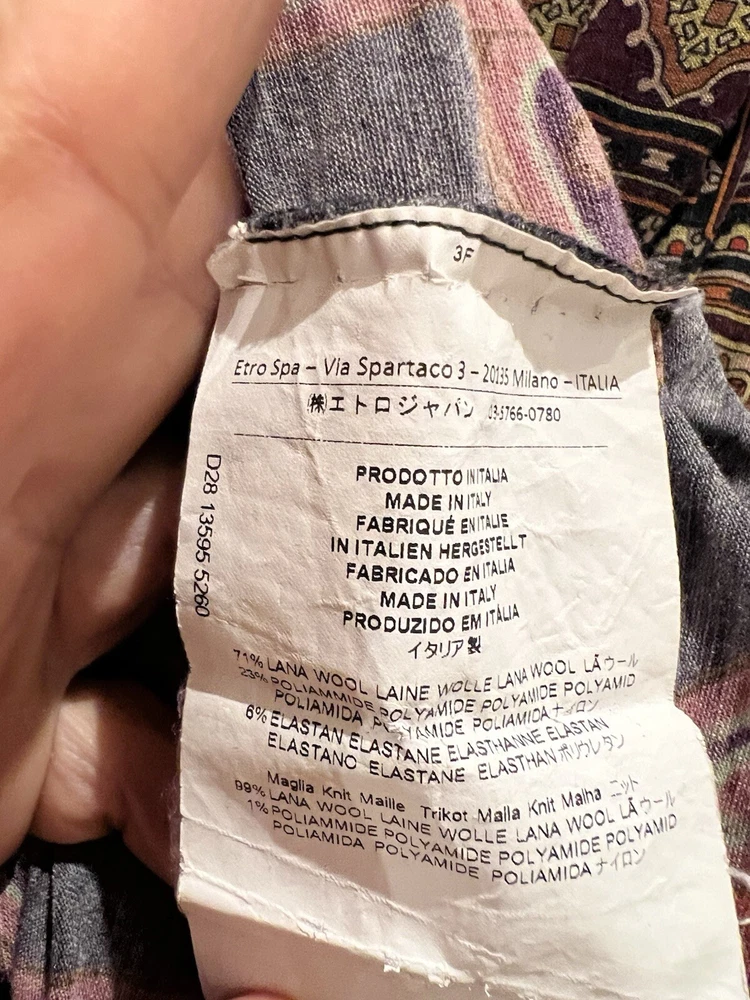 3F
Etro Spa – Via Spartaco 3 – 20135 Milano – ITALIA
㈱エトロジャパン 03-5766-0780
D28 13595 5260
PRODOTTO IN ITALIA
MADE IN ITALY
FABRIQUÉ EN ITALIE
IN ITALIEN HERGESTELLT
FABRICADO EN ITALIA
MADE IN ITALY
PRODUZIDO EM ITÁLIA
イタリア製
71% LANA WOOL LAINE WOLLE LANA WOOL LÃ ウール
23% POLIAMMIDE POLYAMIDE POLYAMIDE POLYAMID
POLIAMIDA POLYAMIDE POLIAMIDA ナイロン
6% ELASTAN ELASTANE ELASTHANNE ELASTAN
ELASTANO ELASTANE ELASTHAN ポリウレタン
Maglia Knit Maille Trikot Malla Knit Malha ニット
99% LANA WOOL LAINE WOLLE LANA WOOL LÃ ウール
1% POLIAMMIDE POLYAMIDE POLYAMIDE POLYAMID
POLIAMIDA POLYAMIDE POLIAMIDA ナイロン